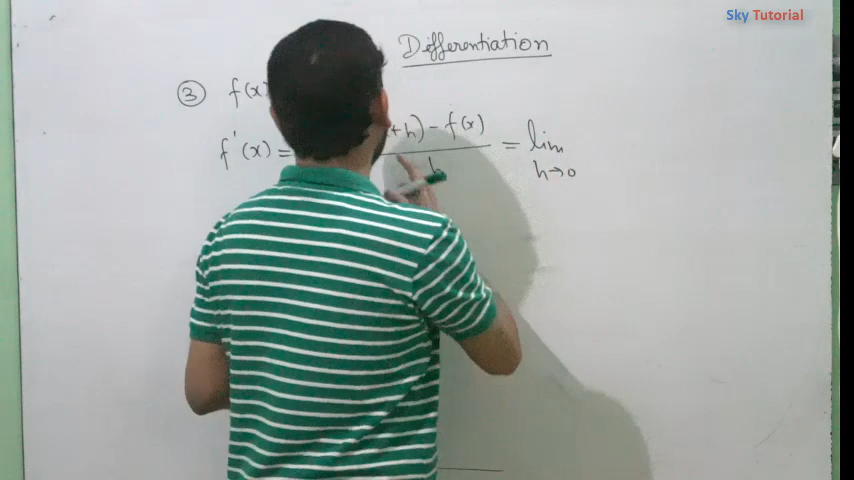 Sky Tutorial
Differentiation
③ f(x)
f'(x) = +h) - f(x) / h = lim h→0